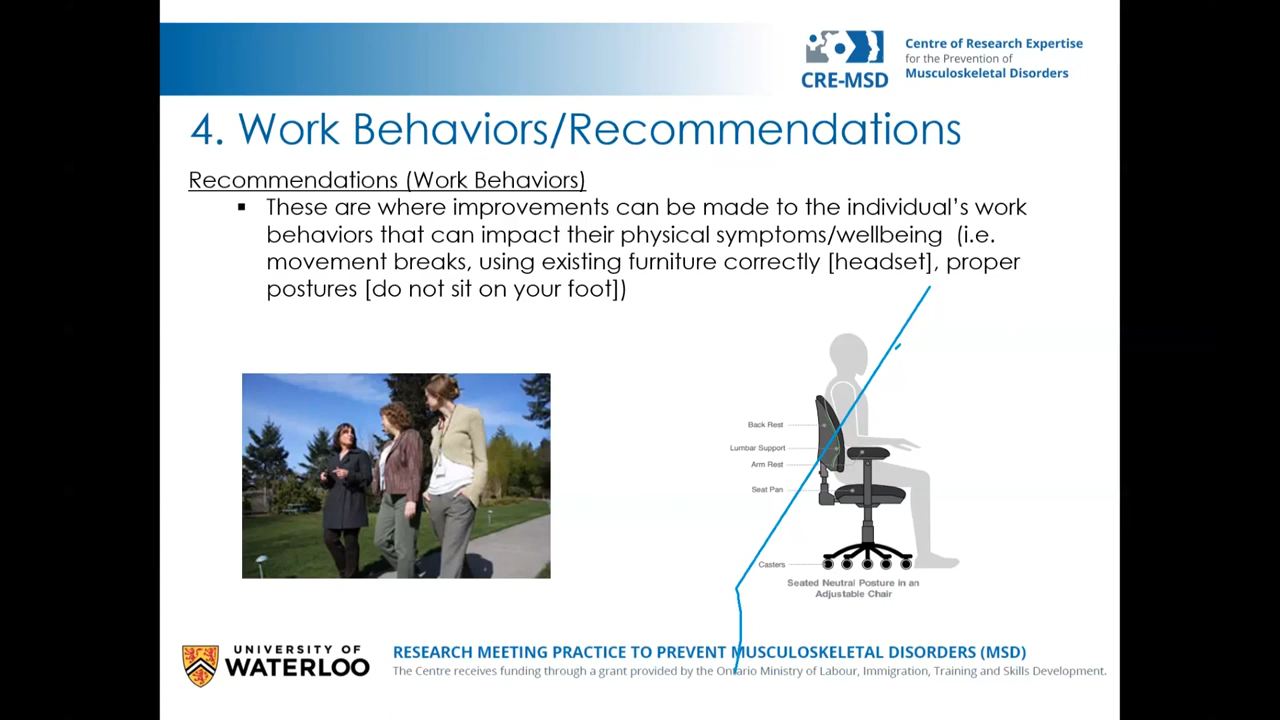 Centre of Research Expertise
for the Prevention of
Musculoskeletal Disorders
CRE-MSD
4. Work Behaviors/Recommendations
Recommendations (Work Behaviors)
▪ These are where improvements can be made to the individual's work
behaviors that can impact their physical symptoms/wellbeing (i.e.
movement breaks, using existing furniture correctly [headset], proper
postures [do not sit on your foot])
Back Rest
Lumbar Support
Arm Rest
Seat Pan
Casters
Seated Neutral Posture in an
Adjustable Chair
UNIVERSITY OF
WATERLOO
RESEARCH MEETING PRACTICE TO PREVENT MUSCULOSKELETAL DISORDERS (MSD)
The Centre receives funding through a grant provided by the Ontario Ministry of Labour, Immigration, Training and Skills Development.